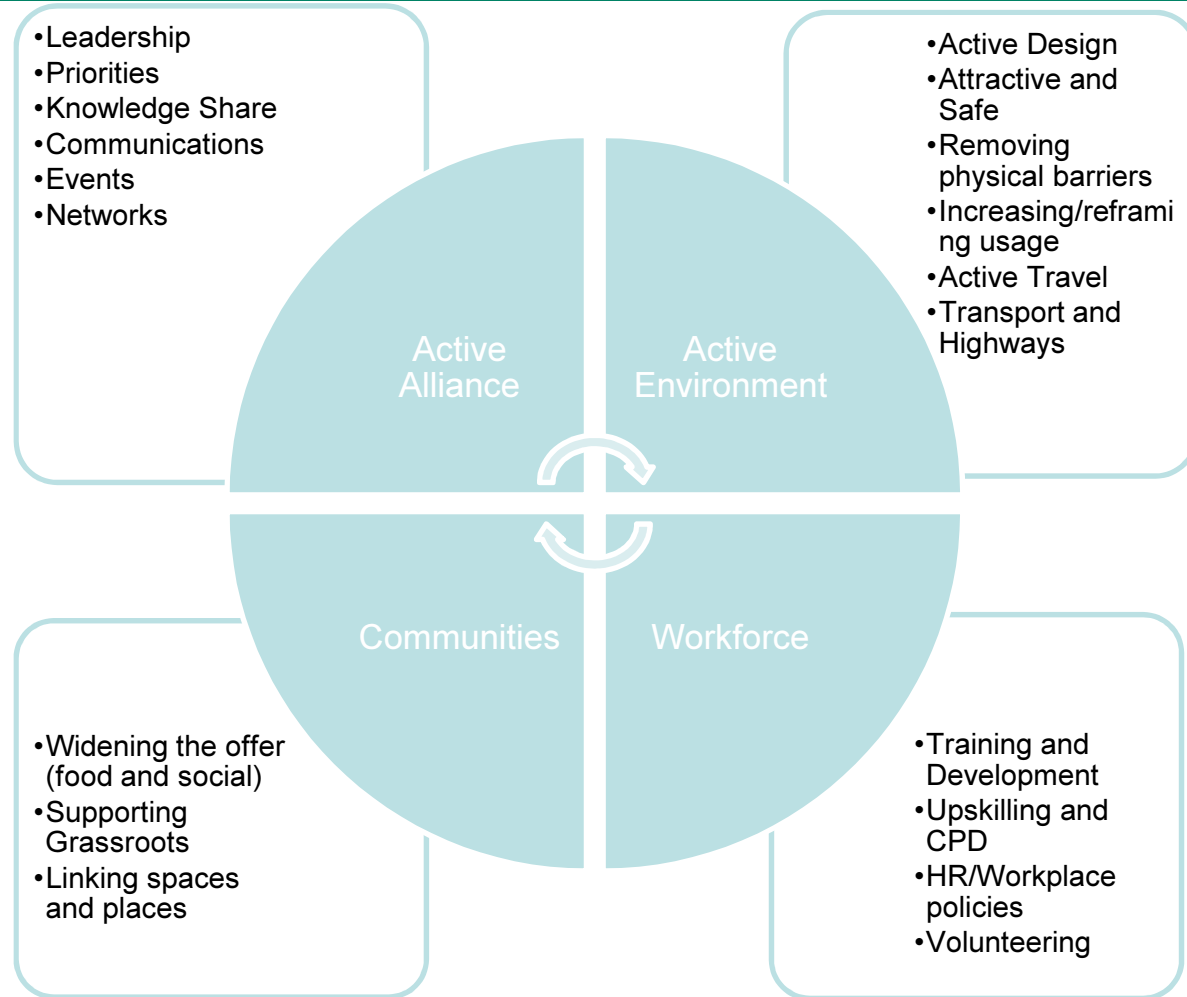 •Leadership
•Priorities
•Knowledge Share
•Communications
•Events
•Networks
•Active Design
•Attractive and
Safe
•Removing
physical barriers
•Increasing/reframi
ng usage
•Active Travel
•Transport and
Highways
Active
Alliance
Active
Environment
Communities
Workforce
•Widening the offer
(food and social)
•Supporting
Grassroots
•Linking spaces
and places
•Training and
Development
•Upskilling and
CPD
•HR/Workplace
policies
•Volunteering